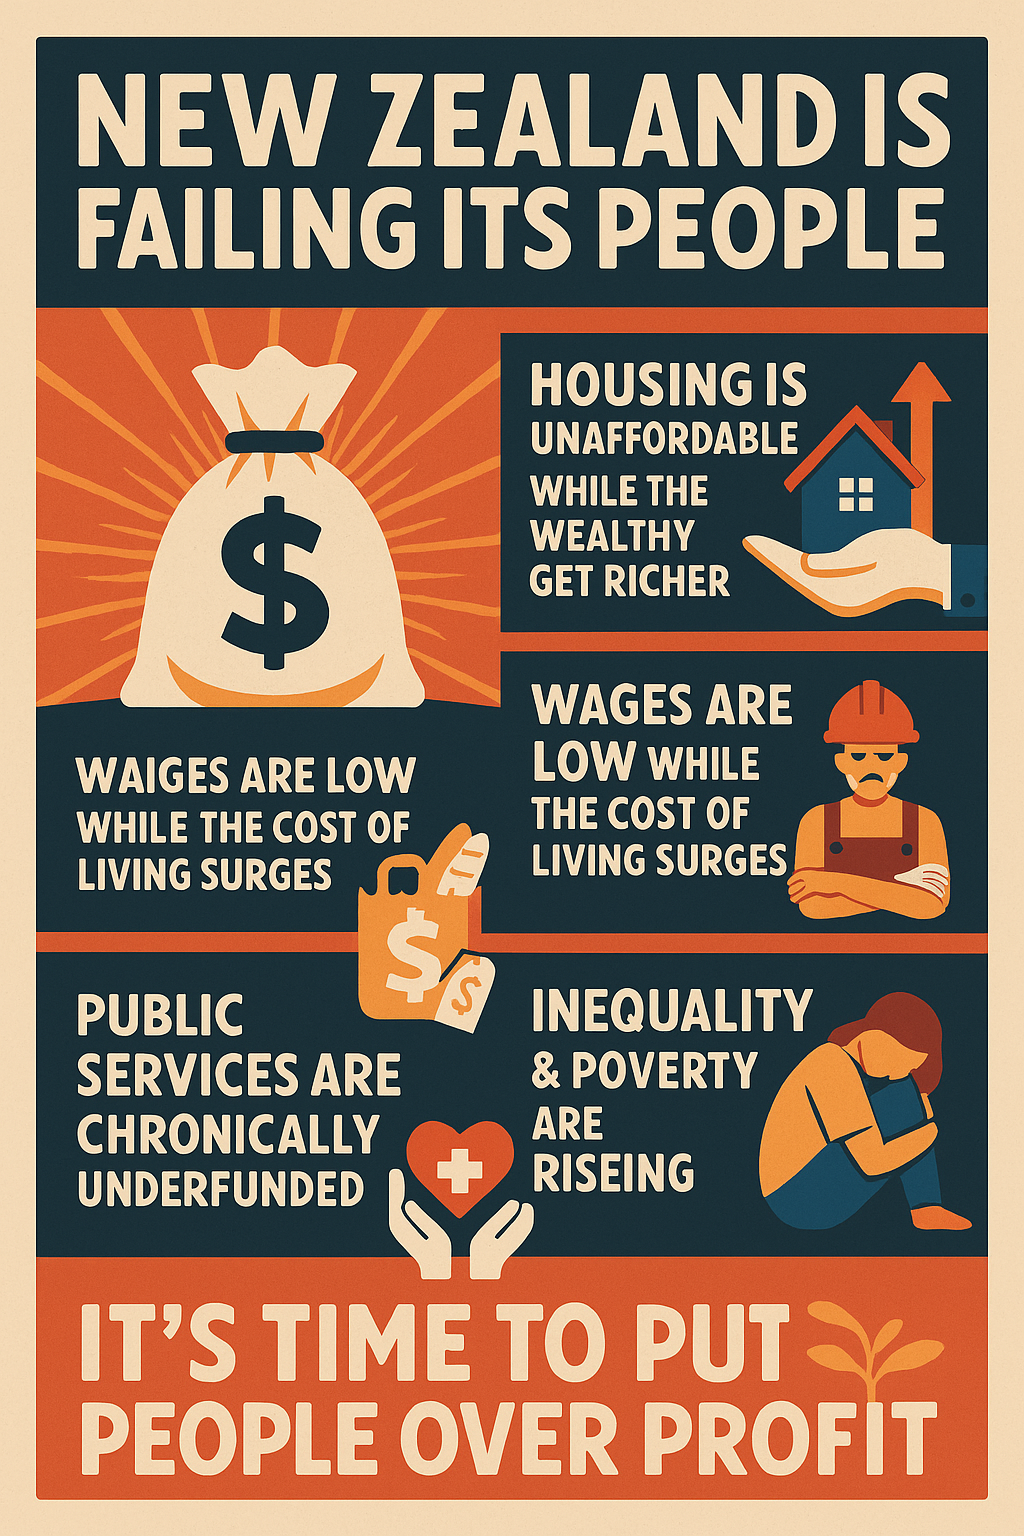 NEW ZEALAND IS
FAILING ITS PEOPLE
$
HOUSING IS
UNAFFORDABLE
WHILE THE
WEALTHY
GET RICHER
WAIGES ARE LOW
WHILE THE COST OF
LIVING SURGES
$
$
WAGES ARE
LOW WHILE
THE COST OF
LIVING SURGES
PUBLIC
SERVICES ARE
CHRONICALLY
UNDERFUNDED
INEQUALITY
& POVERTY
ARE
RISEING
IT'S TIME TO PUT
PEOPLE OVER PROFIT